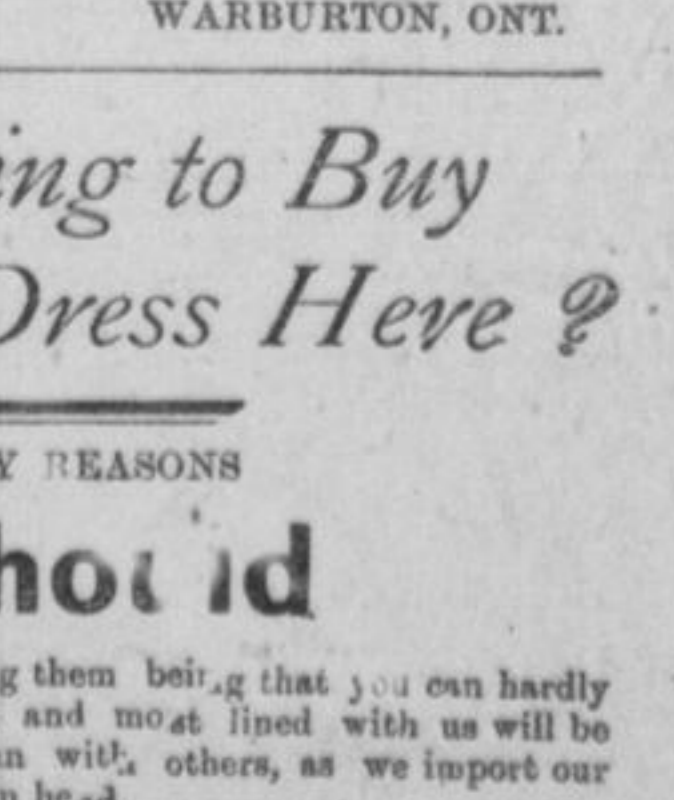 WARBURTON, ONT.
ing to Buy
Dress Here ?
Y REASONS
hould
g them being that you can hardly
and most lined with us will be
n with others, as we import our